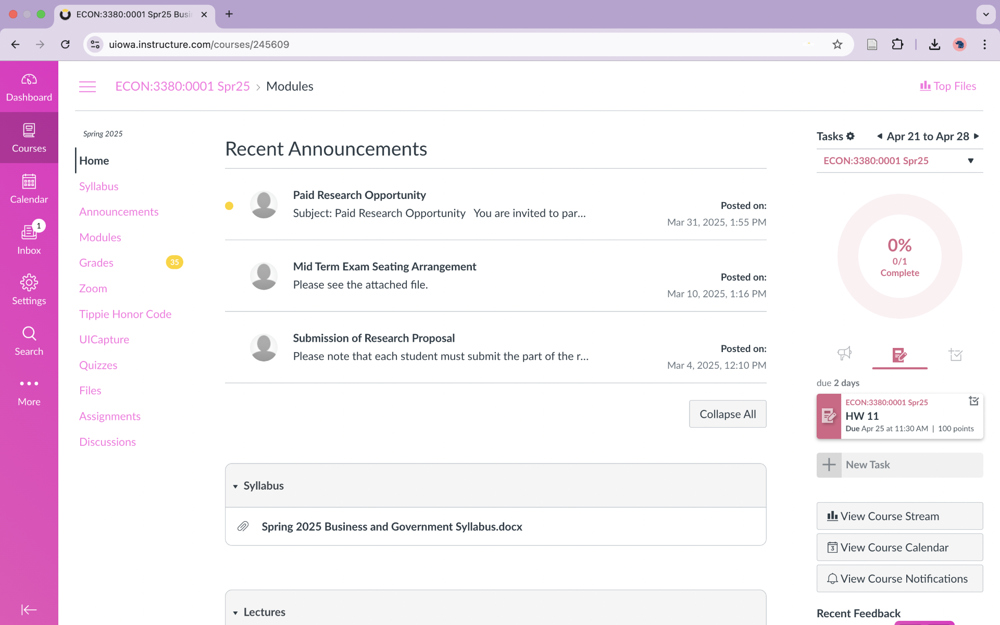 ECON:3380:0001 Spr25 Busi
uiowa.instructure.com/courses/245609
Dashboard
Courses
Calendar
1
Inbox
Settings
Search
More
ECON:3380:0001 Spr25 › Modules
Top Files
Spring 2025
Home
Syllabus
Announcements
Modules
Grades
35
Zoom
Tippie Honor Code
UICapture
Quizzes
Files
Assignments
Discussions
Recent Announcements
Paid Research Opportunity
Subject: Paid Research Opportunity You are invited to par...
Posted on:
Mar 31, 2025, 1:55 PM
Mid Term Exam Seating Arrangement
Please see the attached file.
Posted on:
Mar 10, 2025, 1:16 PM
Submission of Research Proposal
Please note that each student must submit the part of the r...
Posted on:
Mar 4, 2025, 12:10 PM
Collapse All
Syllabus
Spring 2025 Business and Government Syllabus.docx
Lectures
Tasks
Apr 21 to Apr 28
ECON:3380:0001 Spr25
0%
0/1
Complete
due 2 days
ECON:3380:0001 Spr25
HW 11
Due Apr 25 at 11:30 AM | 100 points
New Task
View Course Stream
3
View Course Calendar
View Course Notifications
Recent Feedback